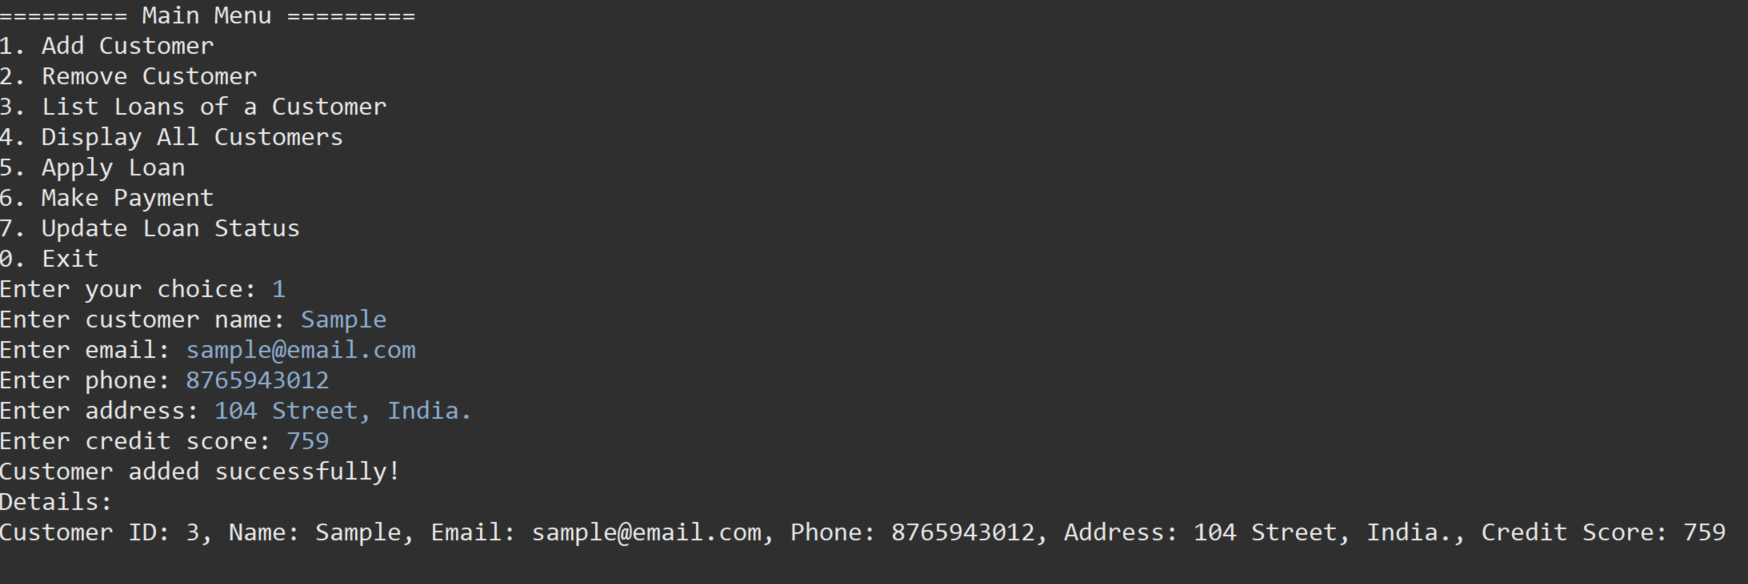 ========= Main Menu =========
1. Add Customer
2. Remove Customer
3. List Loans of a Customer
4. Display All Customers
5. Apply Loan
6. Make Payment
7. Update Loan Status
0. Exit
Enter your choice: 1
Enter customer name: Sample
Enter email: sample@email.com
Enter phone: 8765943012
Enter address: 104 Street, India.
Enter credit score: 759
Customer added successfully!
Details:
Customer ID: 3, Name: Sample, Email: sample@email.com, Phone: 8765943012, Address: 104 Street, India., Credit Score: 759